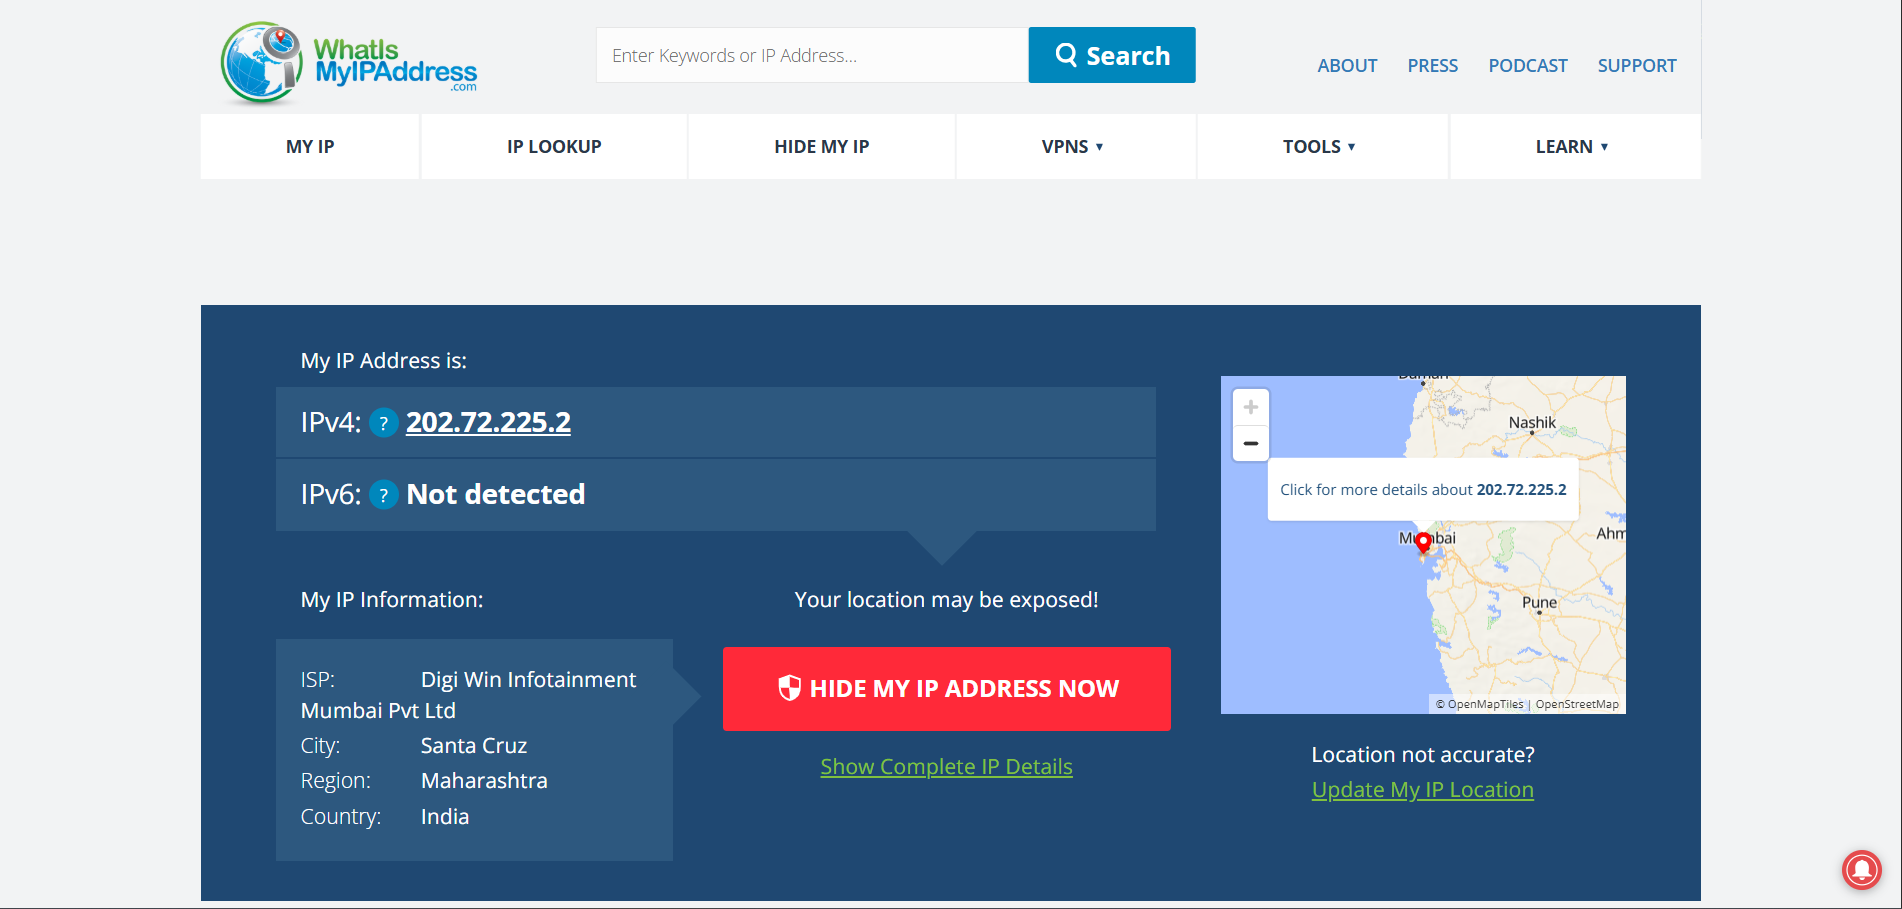 WhatIs
MyIPAddress
.com
Enter Keywords or IP Address...
Search
ABOUT PRESS PODCAST SUPPORT
MY IP IP LOOKUP HIDE MY IP VPNS ▾ TOOLS ▾ LEARN ▾
My IP Address is:
IPv4: ? 202.72.225.2
IPv6: ? Not detected
My IP Information:
ISP: Digi Win Infotainment
Mumbai Pvt Ltd
City: Santa Cruz
Region: Maharashtra
Country: India
Your location may be exposed!
HIDE MY IP ADDRESS NOW
Show Complete IP Details
+
−
Daman
Nashik
Click for more details about 202.72.225.2
Mumbai
Ahm
Pune
© OpenMapTiles | OpenStreetMap
Location not accurate?
Update My IP Location